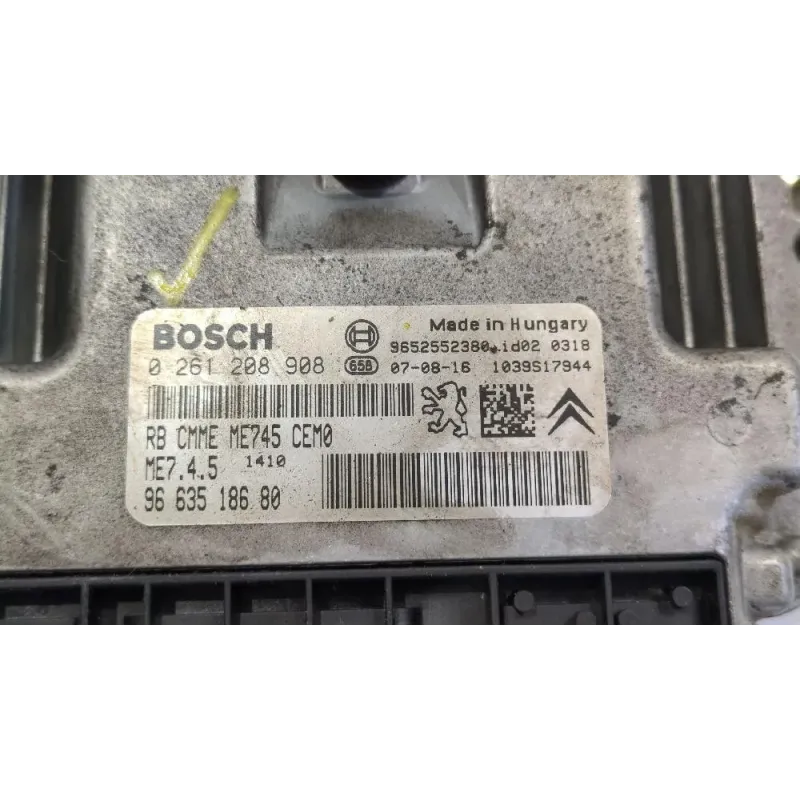 BOSCH
Made in Hungary
9652552380.id02 0318
0 261 208 908
658
07-08-16 1039S17944
RB CMME ME745 CEM0
ME7.4.5 1410
96 635 186 80